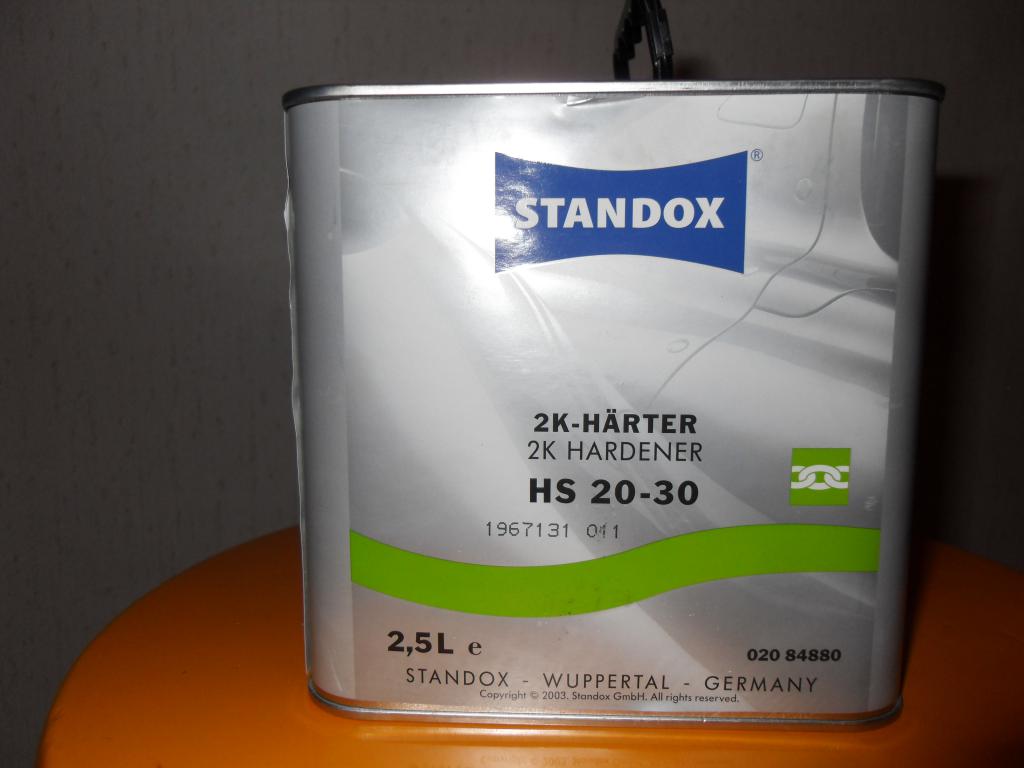 STANDOX ®
2K-HÄRTER
2K HARDENER
HS 20-30
1967131 011
2,5L e
020 84880
STANDOX - WUPPERTAL - GERMANY
Copyright © 2003. Standox GmbH. All rights reserved.